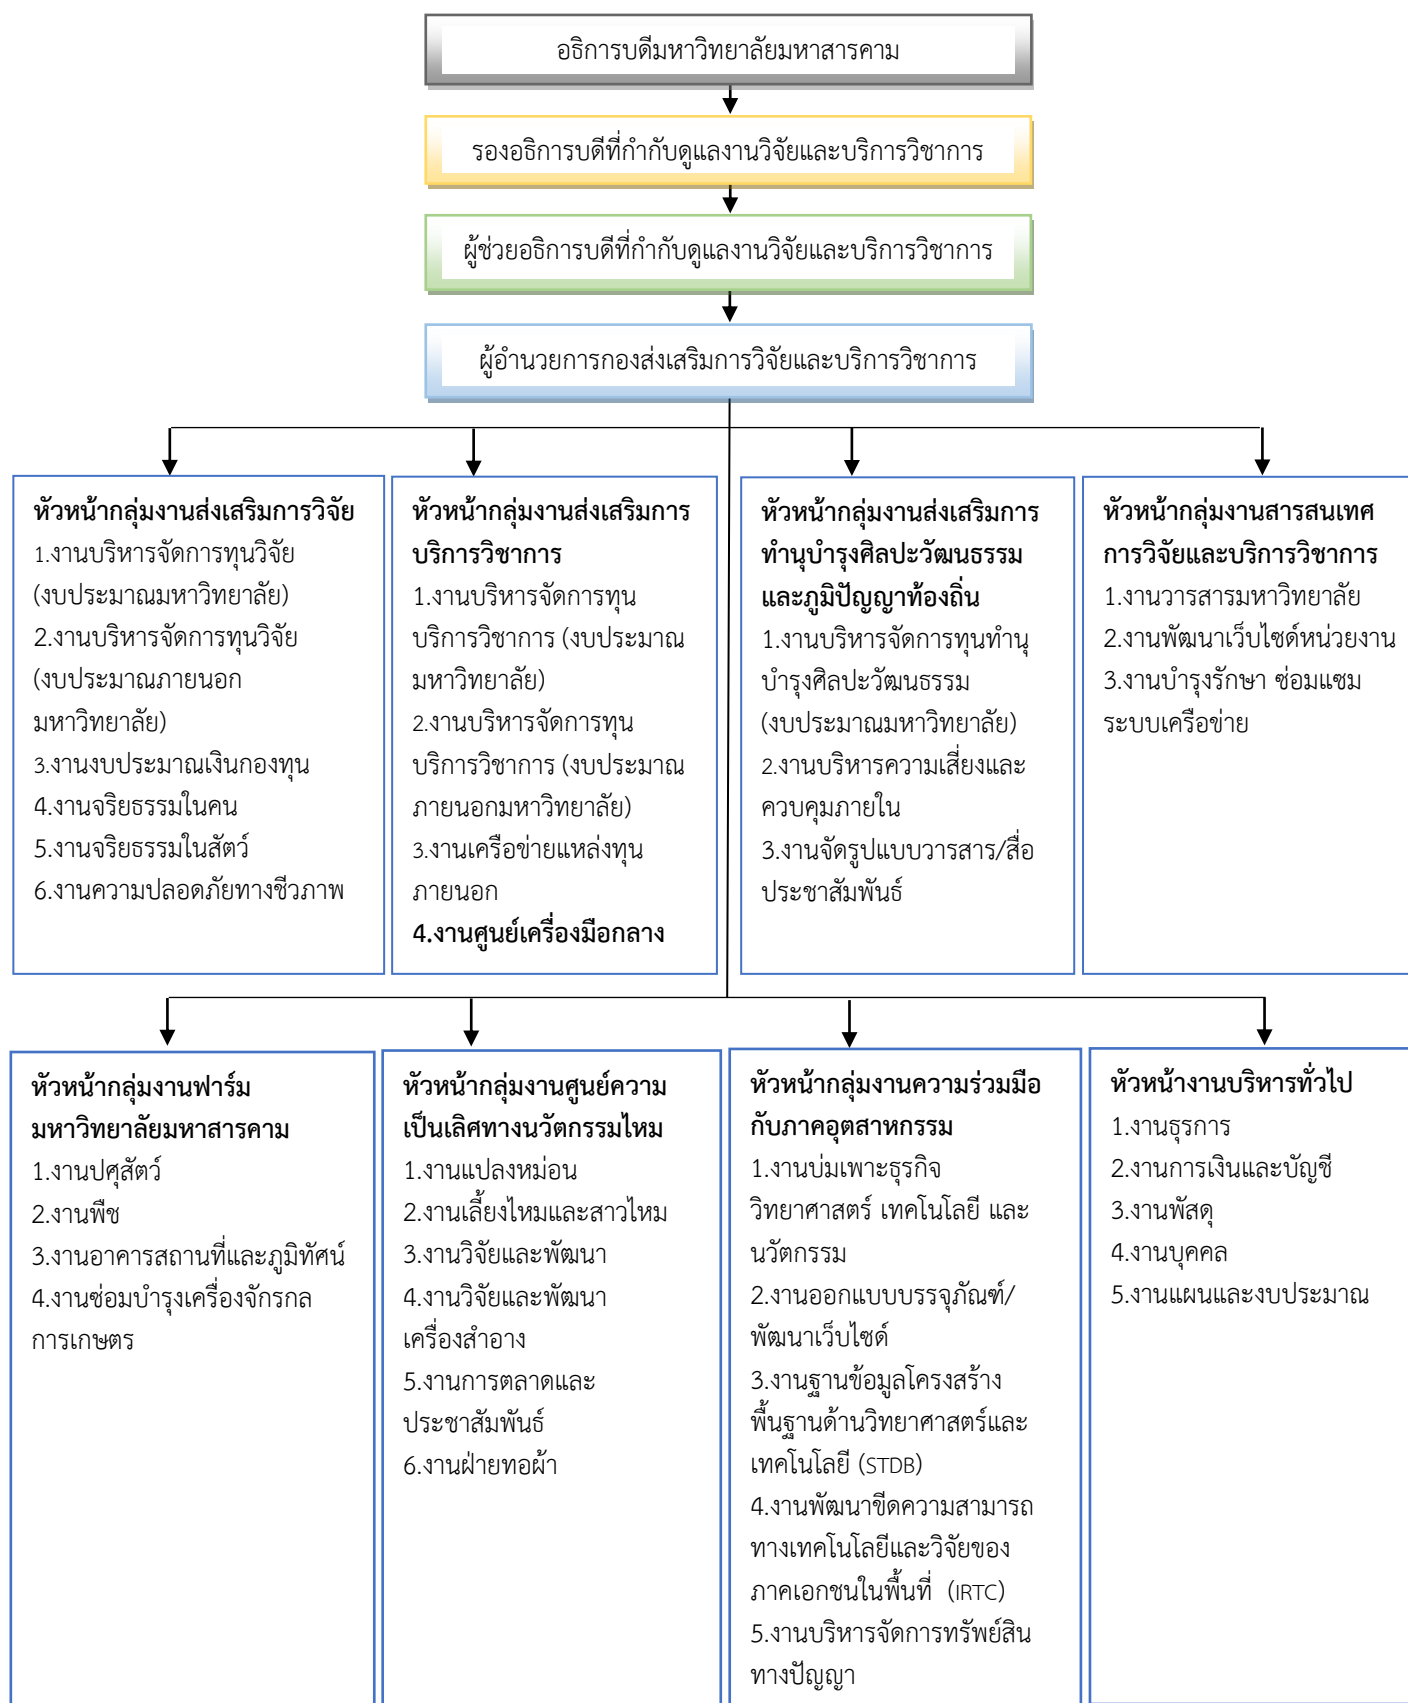 อธิการบดีมหาวิทยาลัยมหาสารคาม
รองอธิการบดีที่กำกับดูแลงานวิจัยและบริการวิชาการ
ผู้ช่วยอธิการบดีที่กำกับดูแลงานวิจัยและบริการวิชาการ
ผู้อำนวยการกองส่งเสริมการวิจัยและบริการวิชาการ
หัวหน้ากลุ่มงานส่งเสริมการวิจัย
1.งานบริหารจัดการทุนวิจัย
(งบประมาณมหาวิทยาลัย)
2.งานบริหารจัดการทุนวิจัย
(งบประมาณภายนอก
มหาวิทยาลัย)
3.งานงบประมาณเงินกองทุน
4.งานจริยธรรมในคน
5.งานจริยธรรมในสัตว์
6.งานความปลอดภัยทางชีวภาพ
หัวหน้ากลุ่มงานส่งเสริมการ
บริการวิชาการ
1.งานบริหารจัดการทุน
บริการวิชาการ (งบประมาณ
มหาวิทยาลัย)
2.งานบริหารจัดการทุน
บริการวิชาการ (งบประมาณ
ภายนอกมหาวิทยาลัย)
3.งานเครือข่ายแหล่งทุน
ภายนอก
4.งานศูนย์เครื่องมือกลาง
หัวหน้ากลุ่มงานส่งเสริมการ
ทำนุบำรุงศิลปะวัฒนธรรม
และภูมิปัญญาท้องถิ่น
1.งานบริหารจัดการทุนทำนุ
บำรุงศิลปะวัฒนธรรม
(งบประมาณมหาวิทยาลัย)
2.งานบริหารความเสี่ยงและ
ควบคุมภายใน
3.งานจัดรูปแบบวารสาร/สื่อ
ประชาสัมพันธ์
หัวหน้ากลุ่มงานสารสนเทศ
การวิจัยและบริการวิชาการ
1.งานวารสารมหาวิทยาลัย
2.งานพัฒนาเว็บไซด์หน่วยงาน
3.งานบำรุงรักษา ซ่อมแซม
ระบบเครือข่าย
หัวหน้ากลุ่มงานฟาร์ม
มหาวิทยาลัยมหาสารคาม
1.งานปศุสัตว์
2.งานพืช
3.งานอาคารสถานที่และภูมิทัศน์
4.งานซ่อมบำรุงเครื่องจักรกล
การเกษตร
หัวหน้ากลุ่มงานศูนย์ความ
เป็นเลิศทางนวัตกรรมไหม
1.งานแปลงหม่อน
2.งานเลี้ยงไหมและสาวไหม
3.งานวิจัยและพัฒนา
4.งานวิจัยและพัฒนา
เครื่องสำอาง
5.งานการตลาดและ
ประชาสัมพันธ์
6.งานฝ่ายทอผ้า
หัวหน้ากลุ่มงานความร่วมมือ
กับภาคอุตสาหกรรม
1.งานบ่มเพาะธุรกิจ
วิทยาศาสตร์ เทคโนโลยี และ
นวัตกรรม
2.งานออกแบบบรรจุภัณฑ์/
พัฒนาเว็บไซด์
3.งานฐานข้อมูลโครงสร้าง
พื้นฐานด้านวิทยาศาสตร์และ
เทคโนโลยี (STDB)
4.งานพัฒนาขีดความสามารถ
ทางเทคโนโลยีและวิจัยของ
ภาคเอกชนในพื้นที่ (IRTC)
5.งานบริหารจัดการทรัพย์สิน
ทางปัญญา
หัวหน้างานบริหารทั่วไป
1.งานธุรการ
2.งานการเงินและบัญชี
3.งานพัสดุ
4.งานบุคคล
5.งานแผนและงบประมาณ